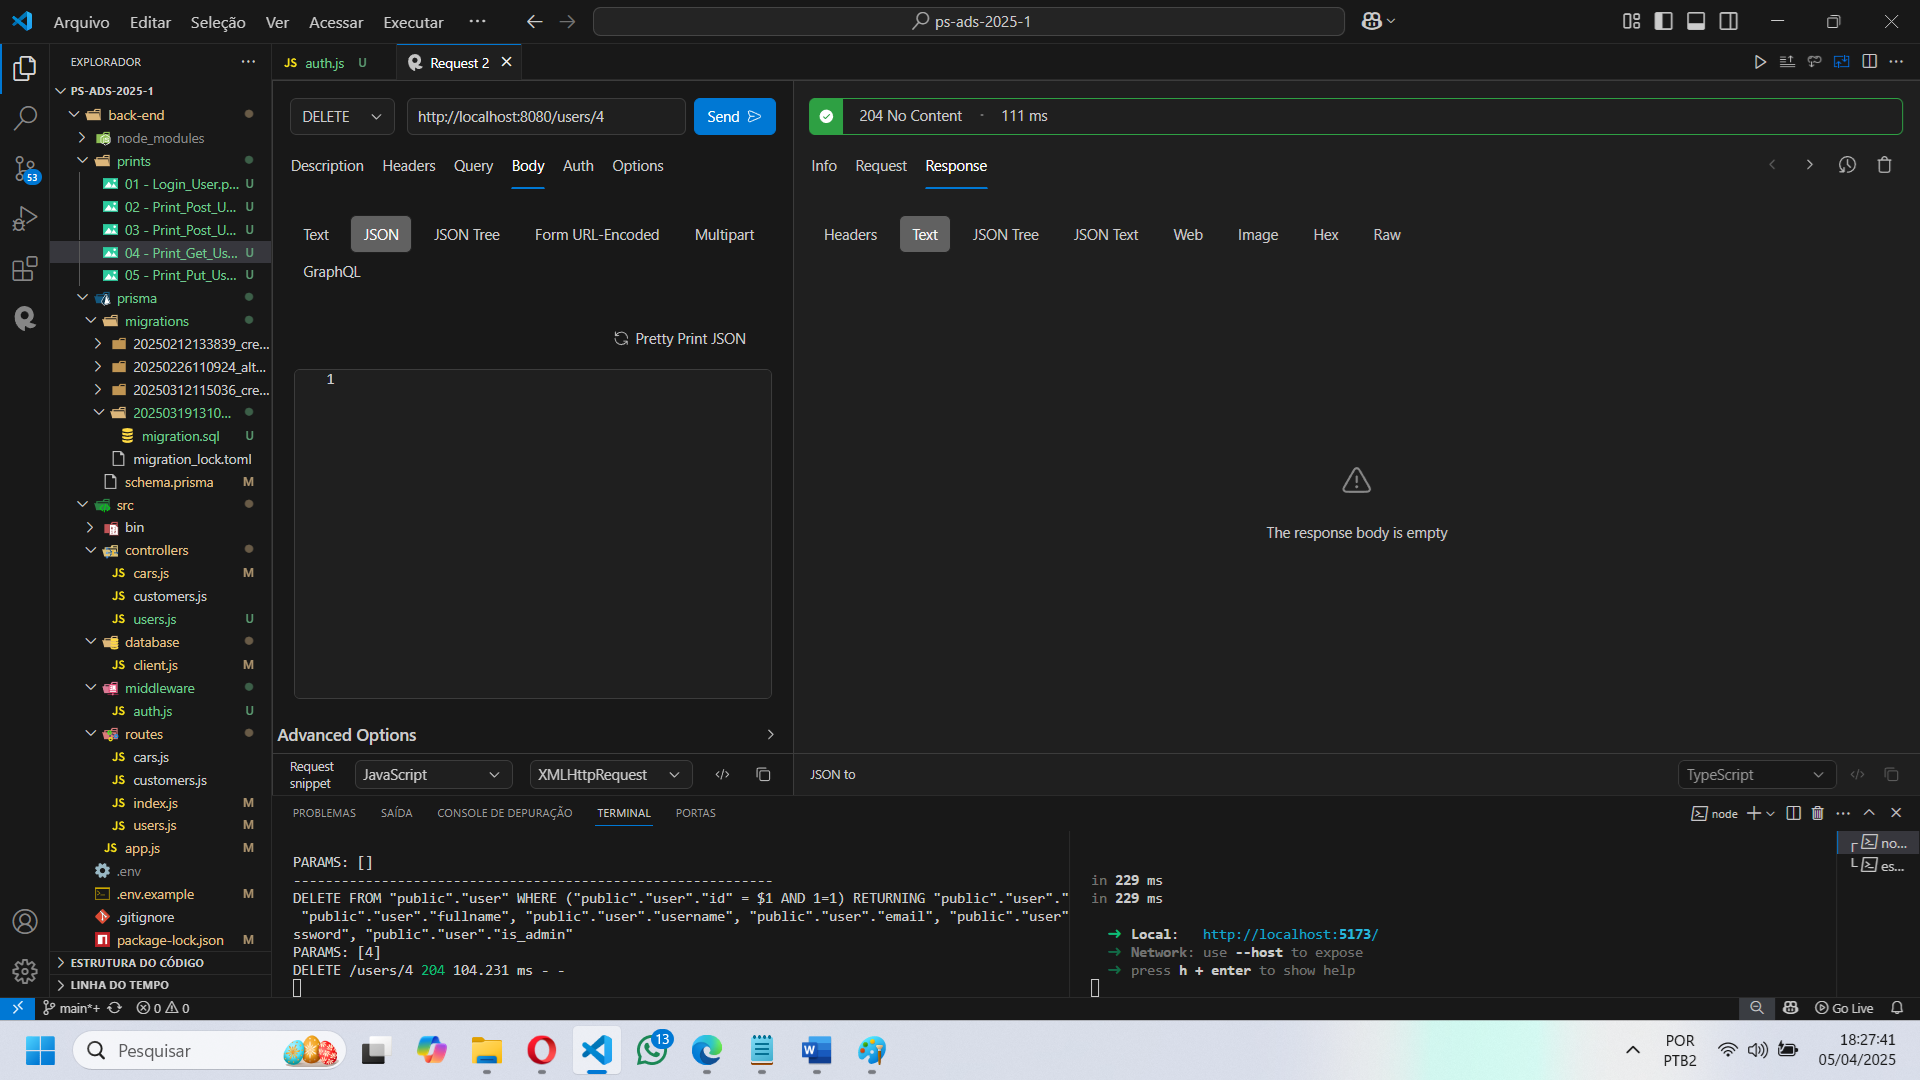 Arquivo Editar Seleção Ver Acessar Executar ···
ps-ads-2025-1
EXPLORADOR ···
JS auth.js U
Request 2
PS-ADS-2025-1
back-end
node_modules
prints
01 - Login_User.p... U
02 - Print_Post_U... U
03 - Print_Post_U... U
04 - Print_Get_Us... U
05 - Print_Put_Us... U
prisma
migrations
20250212133839_cre...
20250226110924_alt...
20250312115036_cre...
202503191310...
migration.sql U
migration_lock.toml
schema.prisma M
src
bin
controllers
JS cars.js M
JS customers.js
JS users.js U
database
JS client.js M
middleware
JS auth.js U
routes
JS cars.js
JS customers.js
JS index.js M
JS users.js M
JS app.js M
.env
.env.example M
.gitignore
package-lock.json M
ESTRUTURA DO CÓDIGO
LINHA DO TEMPO
53
DELETE
http://localhost:8080/users/4
Send
Description Headers Query Body Auth Options
Text JSON JSON Tree Form URL-Encoded Multipart
GraphQL
Pretty Print JSON
1
Advanced Options
Request snippet
JavaScript
XMLHttpRequest
204 No Content · 111 ms
Info Request Response
Headers Text JSON Tree JSON Text Web Image Hex Raw
The response body is empty
JSON to
TypeScript
PROBLEMAS SAÍDA CONSOLE DE DEPURAÇÃO TERMINAL PORTAS
node
PARAMS: []
------------------------------------------------------------
DELETE FROM "public"."user" WHERE ("public"."user"."id" = $1 AND 1=1) RETURNING "public"."user"."
"public"."user"."fullname", "public"."user"."username", "public"."user"."email", "public"."user"
ssword", "public"."user"."is_admin"
PARAMS: [4]
DELETE /users/4 204 104.231 ms - -
in 229 ms
in 229 ms
➜ Local: http://localhost:5173/
➜ Network: use --host to expose
➜ press h + enter to show help
no...
es...
main*+ 0 0
Go Live
Pesquisar
13
POR
PTB2
18:27:41
05/04/2025